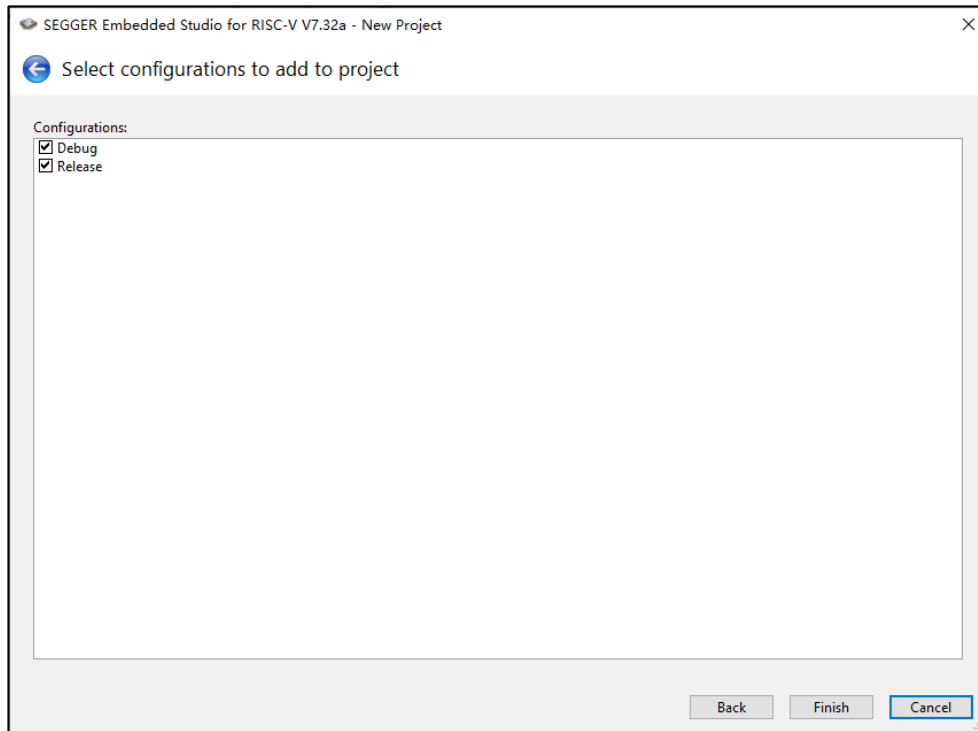 SEGGER Embedded Studio for RISC-V V7.32a - New Project
Select configurations to add to project
Configurations:
Debug
Release
Back Finish Cancel